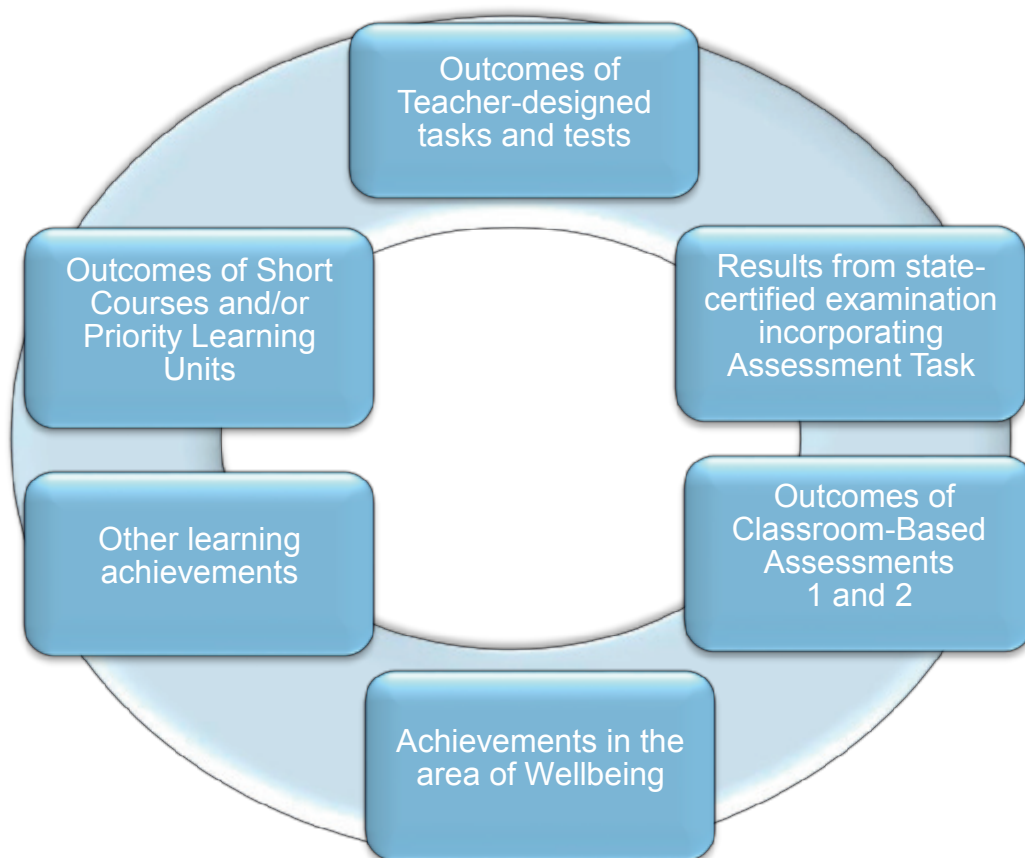 Outcomes of
Teacher-designed
tasks and tests
Results from state-
certified examination
incorporating
Assessment Task
Outcomes of
Classroom-Based
Assessments
1 and 2
Achievements in the
area of Wellbeing
Other learning
achievements
Outcomes of Short
Courses and/or
Priority Learning
Units